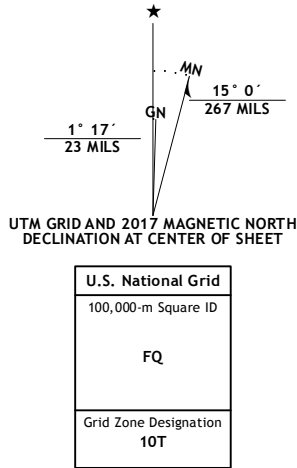 MN
GN
15° 0´
267 MILS
1° 17´
23 MILS
UTM GRID AND 2017 MAGNETIC NORTH
DECLINATION AT CENTER OF SHEET
U.S. National Grid
100,000-m Square ID
FQ
Grid Zone Designation
10T